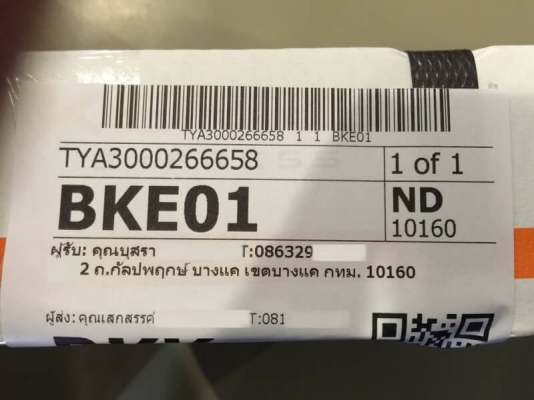 TYA3000266658 1 1 BKE01
TYA3000266658 1 of 1
BKE01 ND
10160
ผู้รับ: คุณบุสรา T:086329
2 ถ.กัลปพฤกษ์ บางแค เขตบางแค กทม. 10160
ผู้ส่ง: คุณเสกสรรค์ T:081